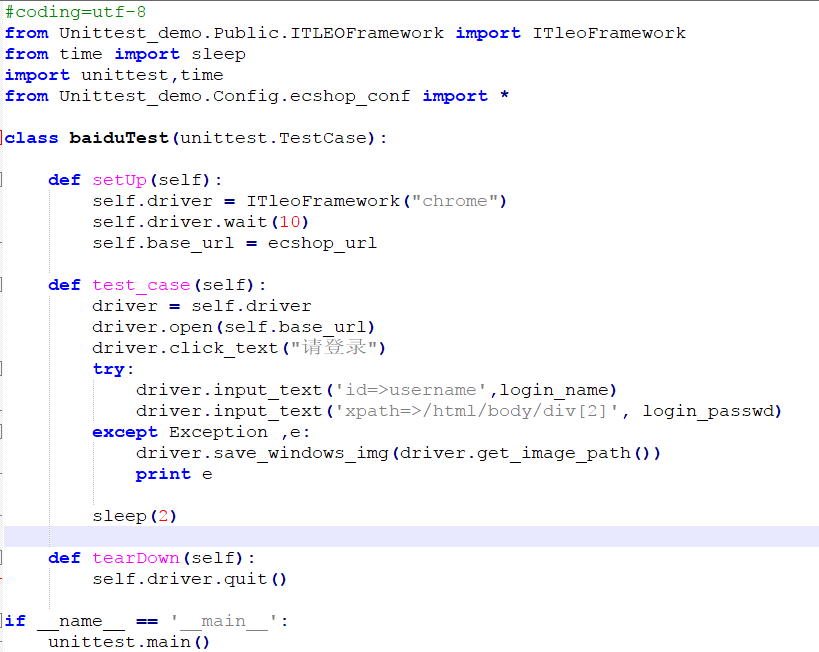 #coding=utf-8
from Unittest_demo.Public.ITLEOFramework import ITleoFramework
from time import sleep
import unittest,time
from Unittest_demo.Config.ecshop_conf import *
class baiduTest(unittest.TestCase):
    def setUp(self):
        self.driver = ITleoFramework("chrome")
        self.driver.wait(10)
        self.base_url = ecshop_url
    def test_case(self):
        driver = self.driver
        driver.open(self.base_url)
        driver.click_text("请登录")
        try:
            driver.input_text('id=>username',login_name)
            driver.input_text('xpath=>/html/body/div[2]', login_passwd)
        except Exception ,e:
            driver.save_windows_img(driver.get_image_path())
            print e
        sleep(2)
    def tearDown(self):
        self.driver.quit()
if __name__ == '__main__':
    unittest.main()